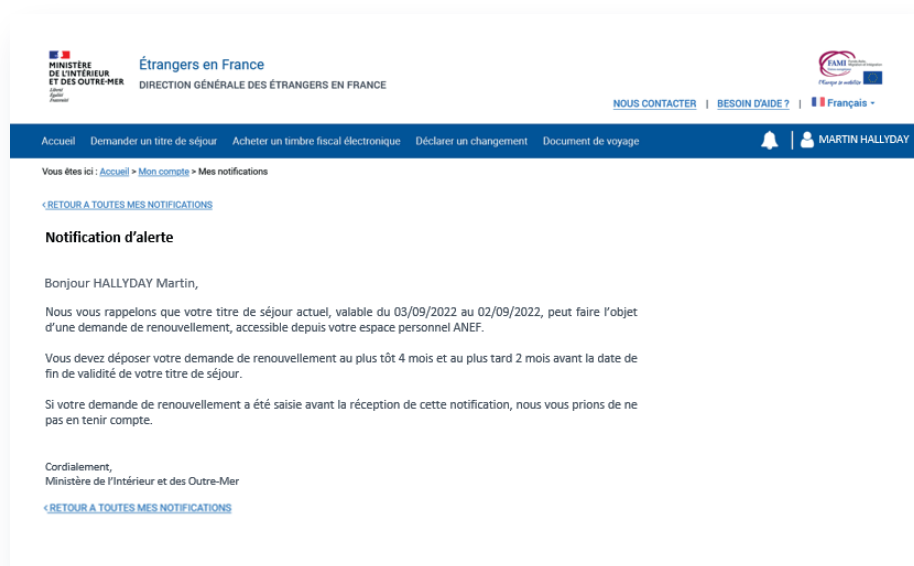 MINISTÈRE
DE L'INTÉRIEUR
ET DES OUTRE-MER
Liberté
Égalité
Fraternité
Étrangers en France
DIRECTION GÉNÉRALE DES ÉTRANGERS EN FRANCE
FAMI
NOUS CONTACTER | BESOIN D'AIDE ? | Français
Accueil Demander un titre de séjour Acheter un timbre fiscal électronique Déclarer un changement Document de voyage MARTIN HALLYDAY
Vous êtes ici : Accueil > Mon compte > Mes notifications
< RETOUR A TOUTES MES NOTIFICATIONS
Notification d'alerte
Bonjour HALLYDAY Martin,
Nous vous rappelons que votre titre de séjour actuel, valable du 03/09/2022 au 02/09/2022, peut faire l'objet
d'une demande de renouvellement, accessible depuis votre espace personnel ANEF.
Vous devez déposer votre demande de renouvellement au plus tôt 4 mois et au plus tard 2 mois avant la date de
fin de validité de votre titre de séjour.
Si votre demande de renouvellement a été saisie avant la réception de cette notification, nous vous prions de ne
pas en tenir compte.
Cordialement,
Ministère de l'Intérieur et des Outre-Mer
< RETOUR A TOUTES MES NOTIFICATIONS